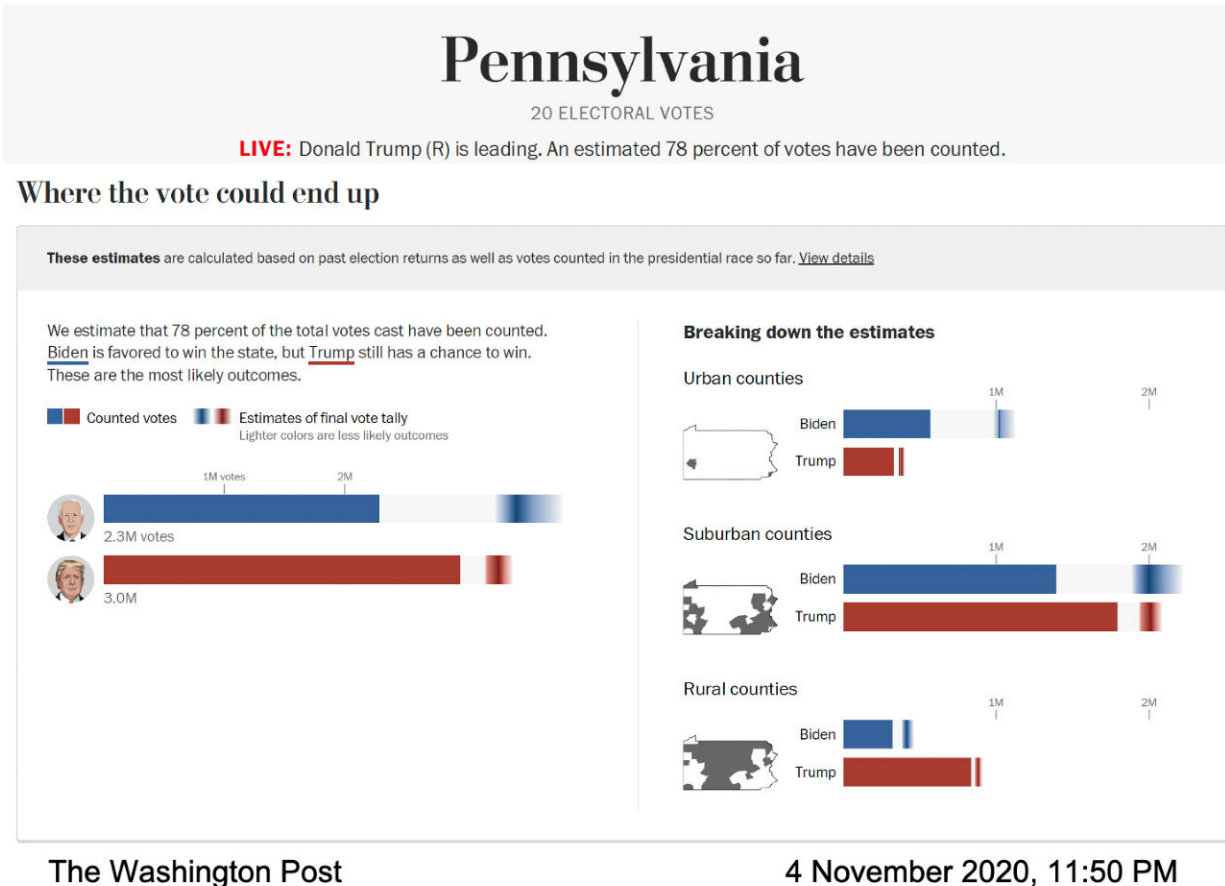 Pennsylvania
20 ELECTORAL VOTES
LIVE: Donald Trump (R) is leading. An estimated 78 percent of votes have been counted.
Where the vote could end up
These estimates are calculated based on past election returns as well as votes counted in the presidential race so far. View details
We estimate that 78 percent of the total votes cast have been counted.
Biden is favored to win the state, but Trump still has a chance to win.
These are the most likely outcomes.
Counted votes
Estimates of final vote tally
Lighter colors are less likely outcomes
1M votes 2M
2.3M votes
3.0M
Breaking down the estimates
Urban counties
1M 2M
Biden
Trump
Suburban counties
1M 2M
Biden
Trump
Rural counties
1M 2M
Biden
Trump
The Washington Post
4 November 2020, 11:50 PM